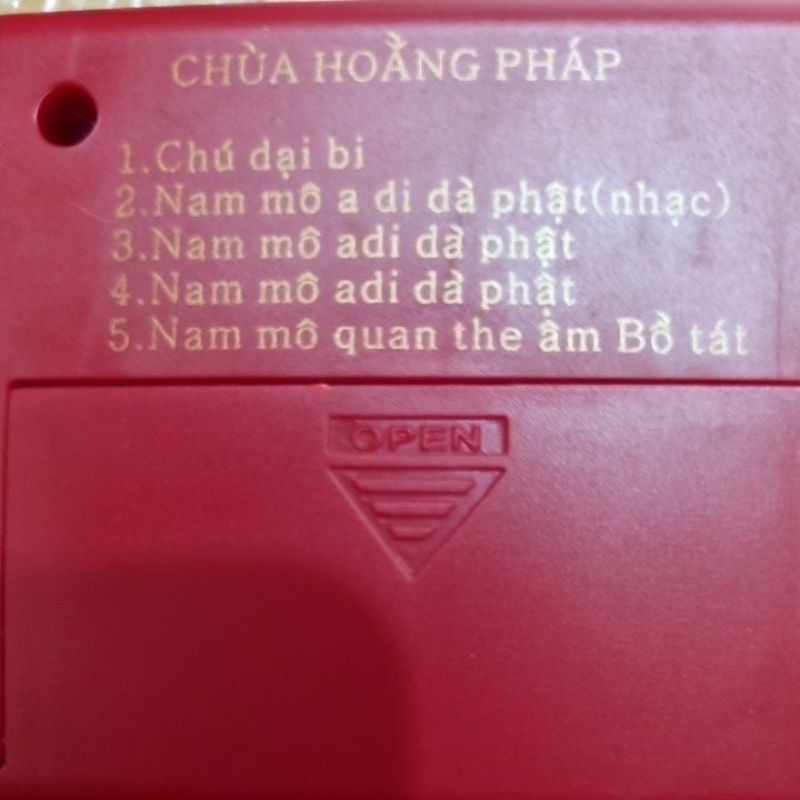 CHÙA HOẰNG PHÁP
1.Chú dại bi
2.Nam mô a di dà phật(nhạc)
3.Nam mô adi dà phật
4.Nam mô adi dà phật
5.Nam mô quan the âm Bồ tát
OPEN